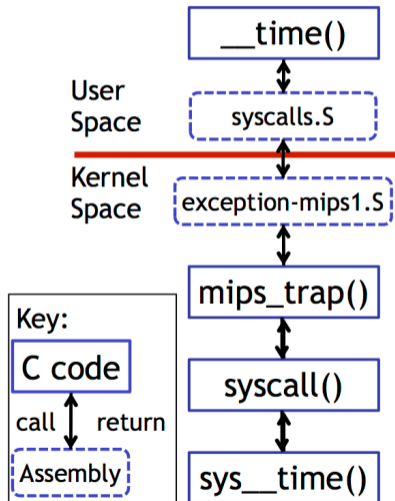 __time()
User
Space
syscalls.S
Kernel
Space
exception-mips1.S
mips_trap()
Key:
C code
call return
Assembly
syscall()
sys__time()